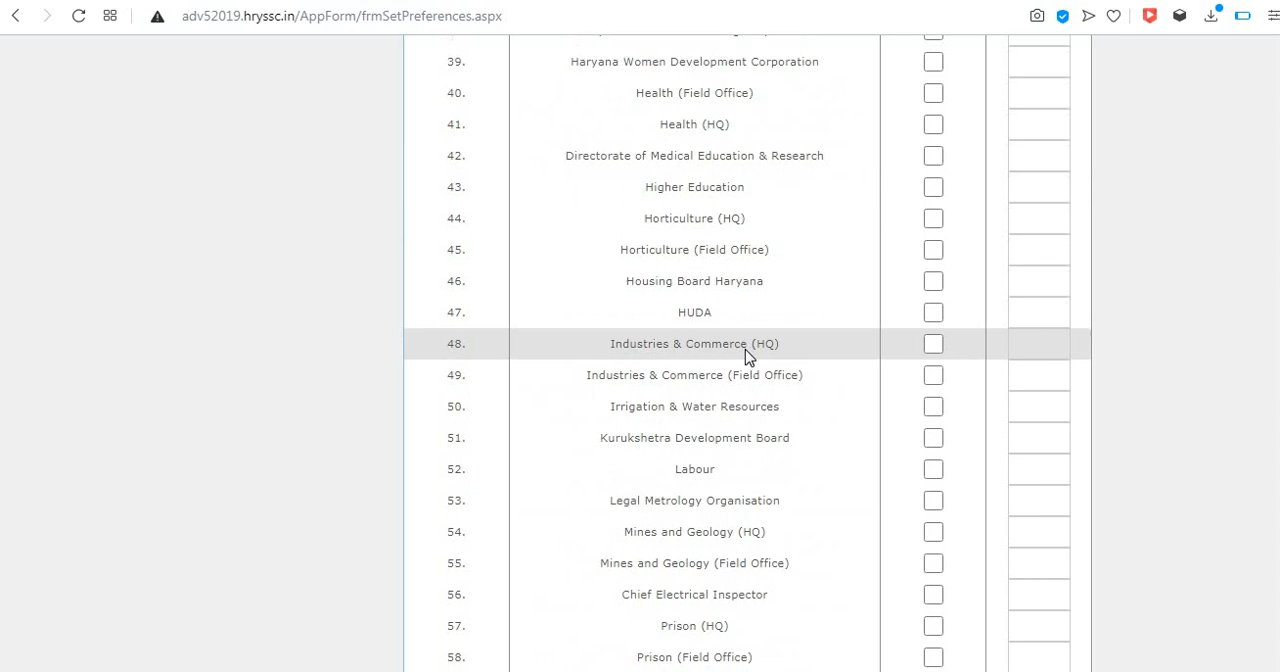 adv52019.hryssc.in/AppForm/frmSetPreferences.aspx
39. Haryana Women Development Corporation
40. Health (Field Office)
41. Health (HQ)
42. Directorate of Medical Education & Research
43. Higher Education
44. Horticulture (HQ)
45. Horticulture (Field Office)
46. Housing Board Haryana
47. HUDA
48. Industries & Commerce (HQ)
49. Industries & Commerce (Field Office)
50. Irrigation & Water Resources
51. Kurukshetra Development Board
52. Labour
53. Legal Metrology Organisation
54. Mines and Geology (HQ)
55. Mines and Geology (Field Office)
56. Chief Electrical Inspector
57. Prison (HQ)
58. Prison (Field Office)